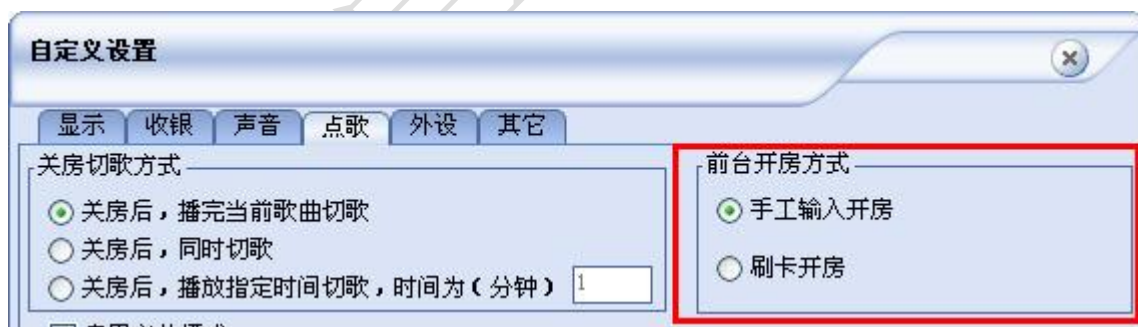 自定义设置
显示 收银 声音 点歌 外设 其它
关房切歌方式
关房后，播完当前歌曲切歌
关房后，同时切歌
关房后，播放指定时间切歌，时间为（分钟） 1
前台开房方式
手工输入开房
刷卡开房